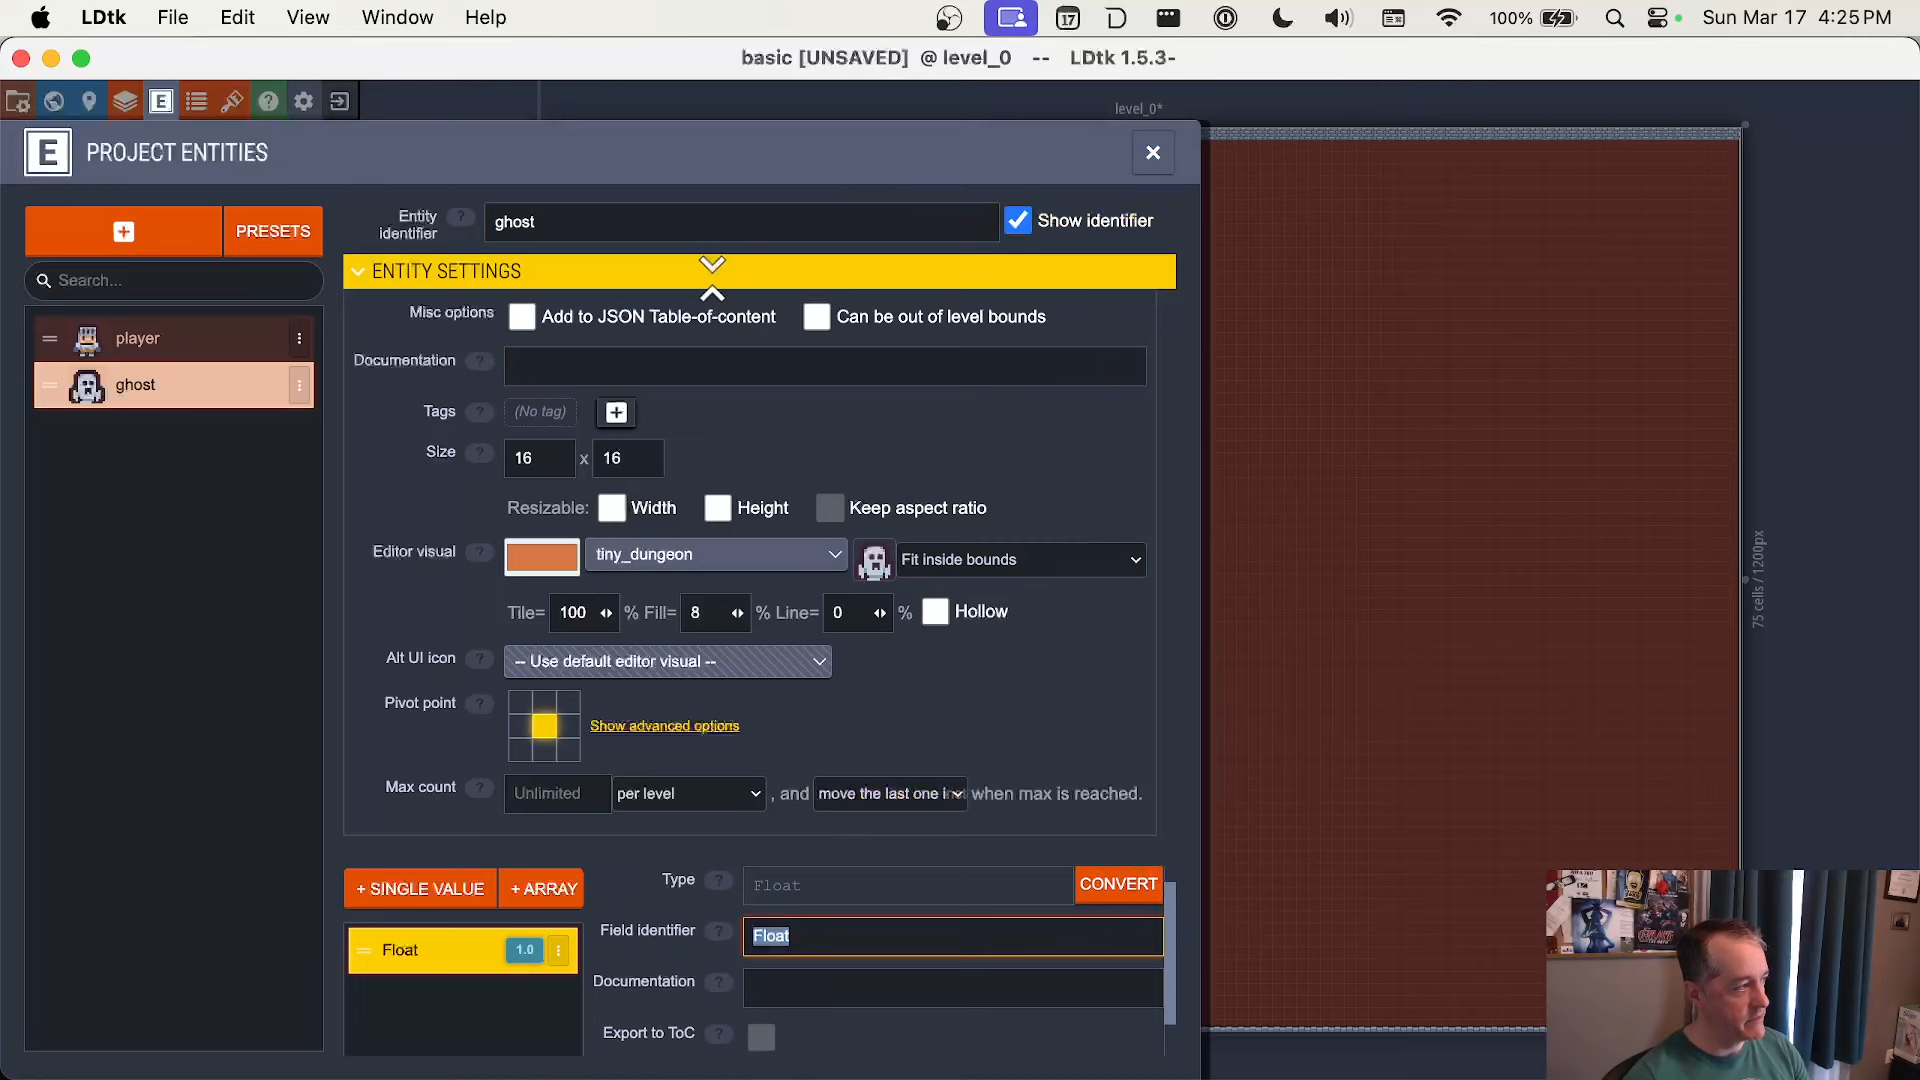 LDtk File Edit View Window Help
17 100% Sun Mar 17 4:25 PM
basic [UNSAVED] @ level_0 -- LDtk 1.5.3-
E ?
level_0*
E PROJECT ENTITIES
PRESETS
Search...
player
ghost
Entity identifier ? ghost Show identifier
ENTITY SETTINGS
Misc options Add to JSON Table-of-content Can be out of level bounds
Documentation ?
Tags ? (No tag)
Size ? 16 x 16
Resizable: Width Height Keep aspect ratio
Editor visual ? tiny_dungeon Fit inside bounds
Tile= 100 % Fill= 8 % Line= 0 % Hollow
Alt UI icon ? -- Use default editor visual --
Pivot point ? Show advanced options
Max count ? Unlimited per level , and move the last one i when max is reached.
+ SINGLE VALUE + ARRAY
Float 1.0
Type ? Float CONVERT
Field identifier ? Float
Documentation ?
Export to ToC ?
75 cells / 1200px